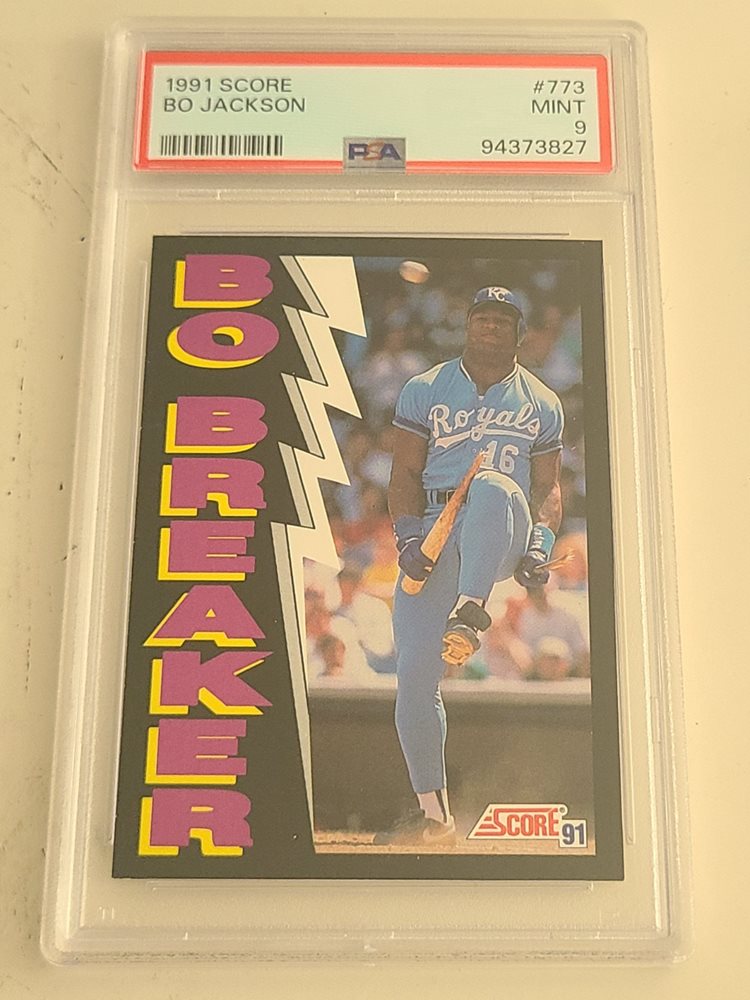 1991 SCORE #773
BO JACKSON MINT
9
PSA 94373827
BO
BREAKER
KC
Royals
16
SCORE® 91